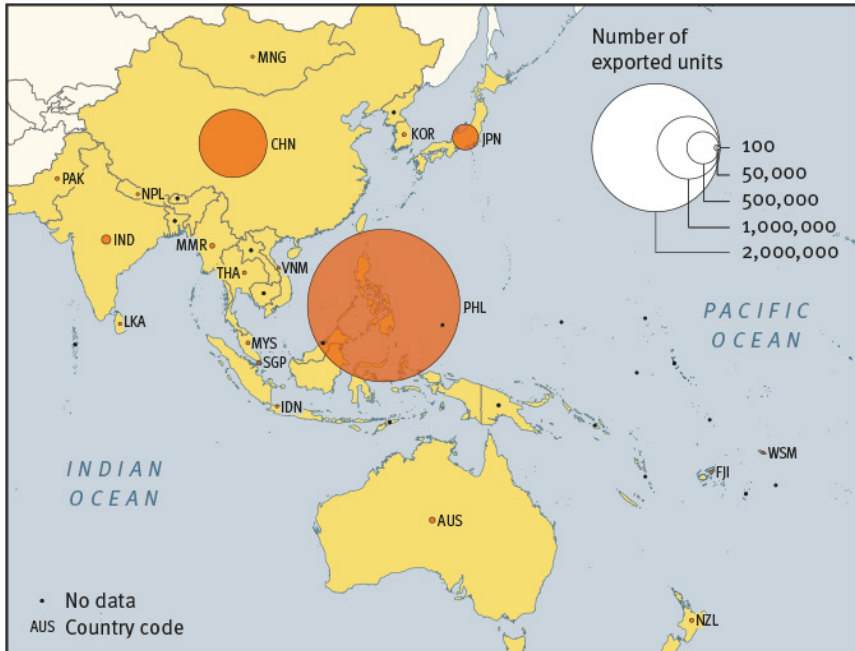 MNG
CHN
KOR
JPN
PAK
NPL
IND
MMR
THA
VNM
LKA
MYS
SGP
IDN
PHL
AUS
WSM
FJI
NZL
Number of
exported units
100
50,000
500,000
1,000,000
2,000,000
PACIFIC
OCEAN
INDIAN
OCEAN
No data
AUS Country code